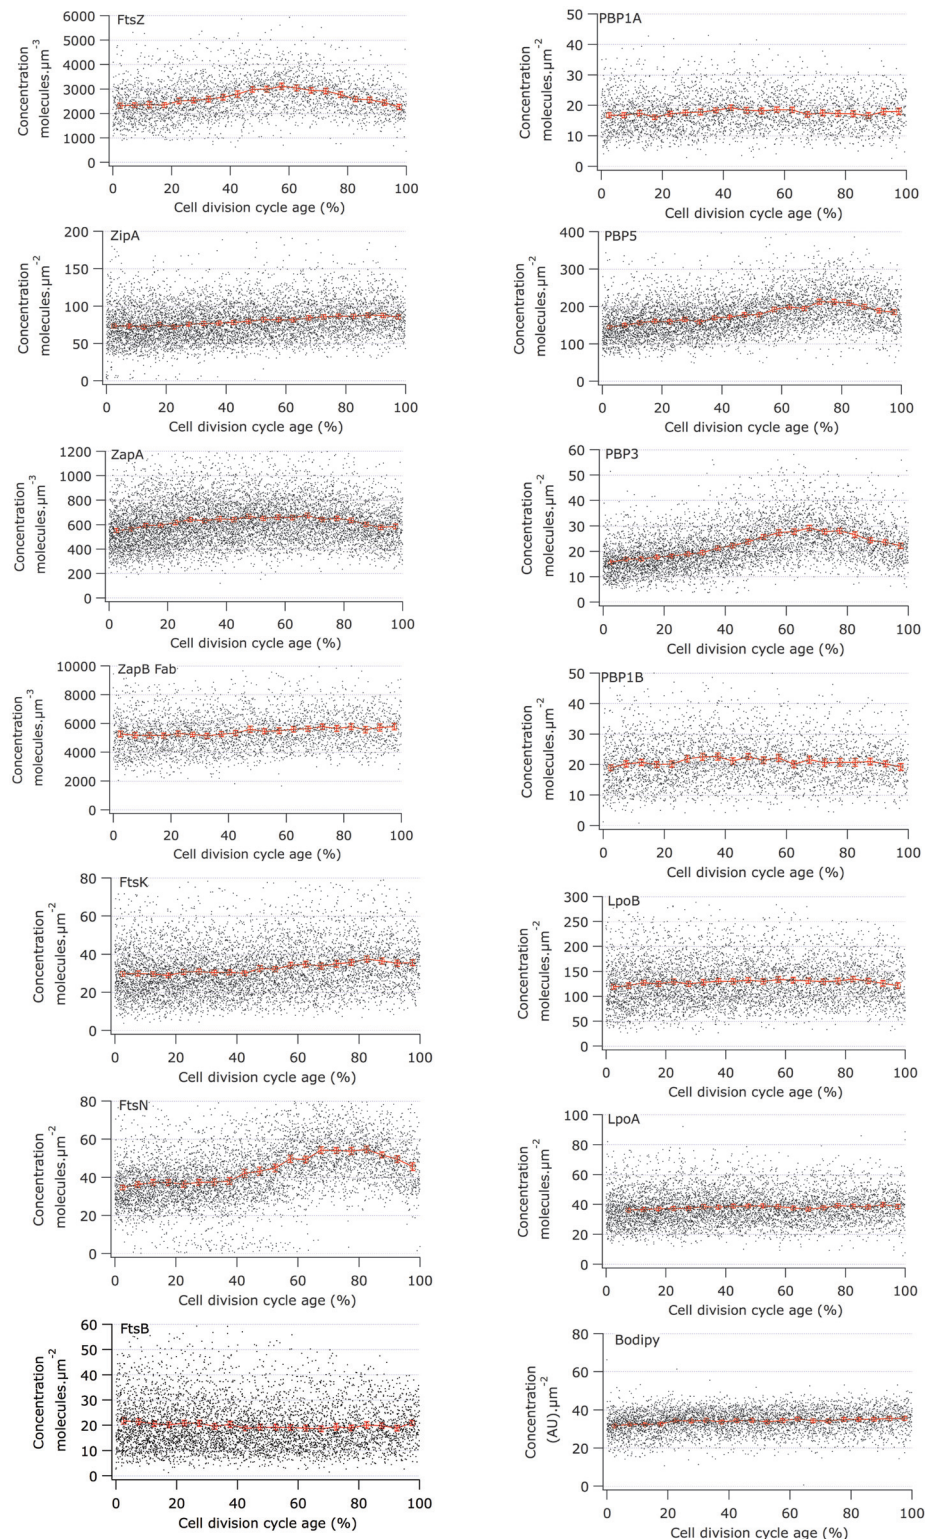 FtsZ
6000
5000
4000
3000
2000
1000
0
Concentration
molecules.µm⁻³
0 20 40 60 80 100
Cell division cycle age (%)
PBP1A
50
40
30
20
10
0
Concentration
molecules.µm⁻²
0 20 40 60 80 100
Cell division cycle age (%)
ZipA
200
150
100
50
0
Concentration
molecules.µm⁻²
0 20 40 60 80 100
Cell division cycle age (%)
PBP5
400
300
200
100
0
Concentration
molecules.µm⁻²
0 20 40 60 80 100
Cell division cycle age (%)
ZapA
1200
1000
800
600
400
200
0
Concentration
molecules.µm⁻³
0 20 40 60 80 100
Cell division cycle age (%)
PBP3
60
50
40
30
20
10
0
Concentration
molecules.µm⁻²
0 20 40 60 80 100
Cell division cycle age (%)
ZapB Fab
10000
8000
6000
4000
2000
0
Concentration
molecules.µm⁻³
0 20 40 60 80 100
Cell division cycle age (%)
PBP1B
50
40
30
20
10
0
Concentration
molecules.µm⁻²
0 20 40 60 80 100
Cell division cycle age (%)
FtsK
80
60
40
20
0
Concentration
molecules.µm⁻²
0 20 40 60 80 100
Cell division cycle age (%)
LpoB
300
250
200
150
100
50
0
Concentration
molecules.µm⁻²
0 20 40 60 80 100
Cell division cycle age (%)
FtsN
80
60
40
20
0
Concentration
molecules.µm⁻²
0 20 40 60 80 100
Cell division cycle age (%)
LpoA
100
80
60
40
20
0
Concentration
molecules.µm⁻²
0 20 40 60 80 100
Cell division cycle age (%)
FtsB
60
50
40
30
20
10
0
Concentration
molecules.µm⁻²
0 20 40 60 80 100
Cell division cycle age (%)
Bodipy
80
60
40
20
0
Concentration
(AU).µm⁻²
0 20 40 60 80 100
Cell division cycle age (%)